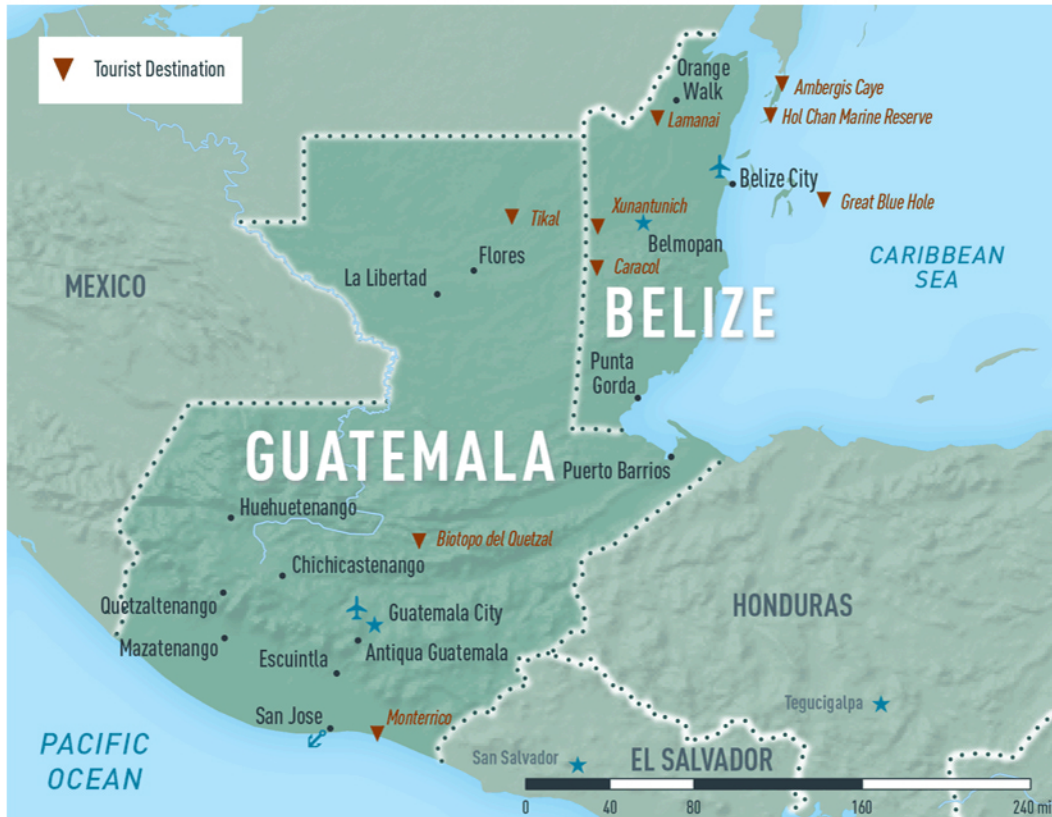 Tourist Destination
Orange
Walk
Ambergis Caye
Lamanai
Hol Chan Marine Reserve
Belize City
Great Blue Hole
Xunantunich
Tikal
Belmopan
Flores
CARIBBEAN
SEA
Caracol
La Libertad
MEXICO
BELIZE
Punta
Gorda
GUATEMALA
Puerto Barrios
Huehuetenango
Biotopo del Quetzal
Chichicastenango
Quetzaltenango
Guatemala City
HONDURAS
Mazatenango
Antiqua Guatemala
Escuintla
Tegucigalpa
San Jose
Monterrico
PACIFIC
OCEAN
San Salvador
EL SALVADOR
0 40 80 160 240 mi